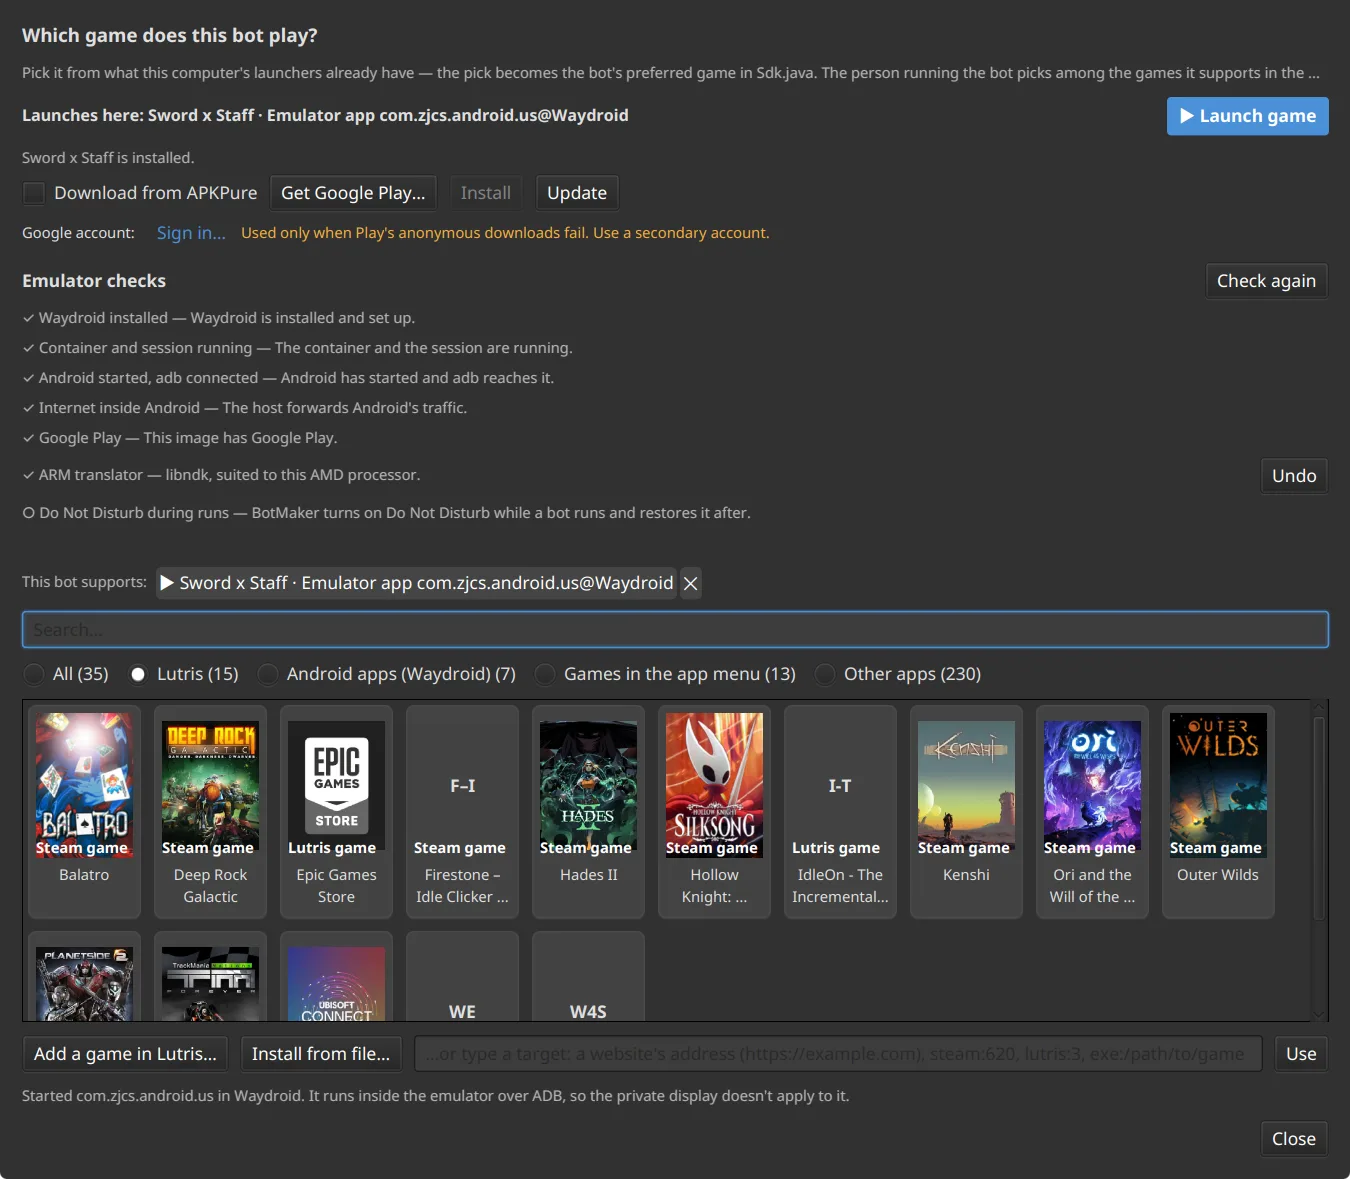 Which game does this bot play?
Pick it from what this computer's launchers already have — the pick becomes the bot's preferred game in Sdk.java. The person running the bot picks among the games it supports in the ...
Launches here: Sword x Staff · Emulator app com.zjcs.android.us@Waydroid
▶ Launch game
Sword x Staff is installed.
Download from APKPure
Get Google Play...
Install
Update
Google account:
Sign in...
Used only when Play's anonymous downloads fail. Use a secondary account.
Emulator checks
Check again
✓ Waydroid installed — Waydroid is installed and set up.
✓ Container and session running — The container and the session are running.
✓ Android started, adb connected — Android has started and adb reaches it.
✓ Internet inside Android — The host forwards Android's traffic.
✓ Google Play — This image has Google Play.
✓ ARM translator — libndk, suited to this AMD processor.
Undo
○ Do Not Disturb during runs — BotMaker turns on Do Not Disturb while a bot runs and restores it after.
This bot supports:
▶ Sword x Staff · Emulator app com.zjcs.android.us@Waydroid
Search...
All (35)
Lutris (15)
Android apps (Waydroid) (7)
Games in the app menu (13)
Other apps (230)
BALATRO
Steam game
Balatro
DEEP ROCK
GALACTIC
DANGER. DARKNESS. DWARVES.
Steam game
Deep Rock
Galactic
EPIC
GAMES
STORE
Lutris game
Epic Games
Store
F–I
Steam game
Firestone –
Idle Clicker ...
HADES
II
Steam game
Hades II
HOLLOW KNIGHT
SILKSONG
Steam game
Hollow
Knight: ...
I-T
Lutris game
IdleOn - The
Incremental...
Kenshi
Steam game
Kenshi
ori
AND THE WILL OF THE WISPS
Steam game
Ori and the
Will of the ...
OUTER
WILDS
Steam game
Outer Wilds
PLANETSIDE 2
TrackMania NATIONS
FOREVER
UBISOFT
CONNECT
WE
W4S
Add a game in Lutris...
Install from file...
...or type a target: a website's address (https://example.com), steam:620, lutris:3, exe:/path/to/game
Use
Started com.zjcs.android.us in Waydroid. It runs inside the emulator over ADB, so the private display doesn't apply to it.
Close